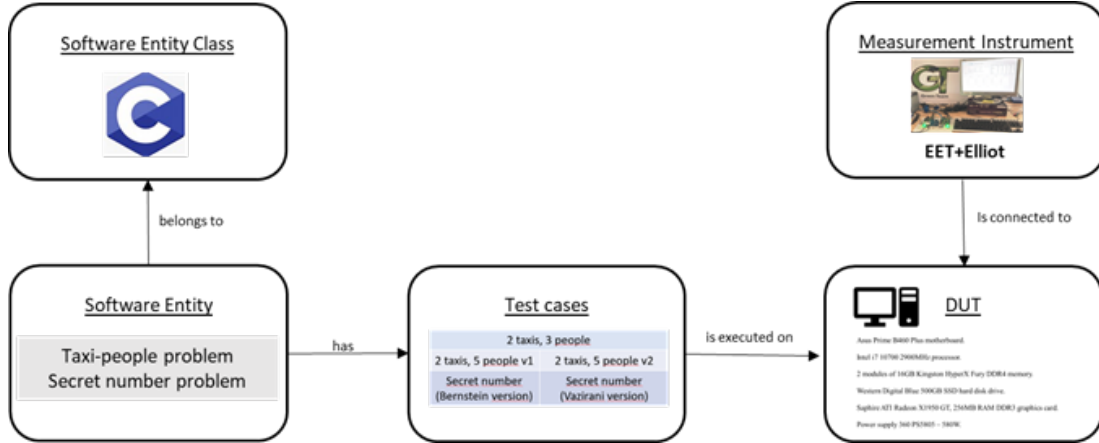 Software Entity Class
C
belongs to
Software Entity
Taxi-people problem
Secret number problem
has
Test cases
2 taxis, 3 people
2 taxis, 5 people v1
2 taxis, 5 people v2
Secret number
(Bernstein version)
Secret number
(Vazirani version)
is executed on
Measurement Instrument
GT
EET+Elliot
Is connected to
DUT
Asus Prime B460 Plus motherboard.
Intel i7 10700 2900MHz processor.
2 modules of 16GB Kingston HyperX Fury DDR4 memory.
Western Digital Blue 500GB SSD hard disk drive.
Saphire ATI Radeon X1950 GT, 256MB RAM DDR3 graphics card.
Power supply 360 PS5805 – 580W.